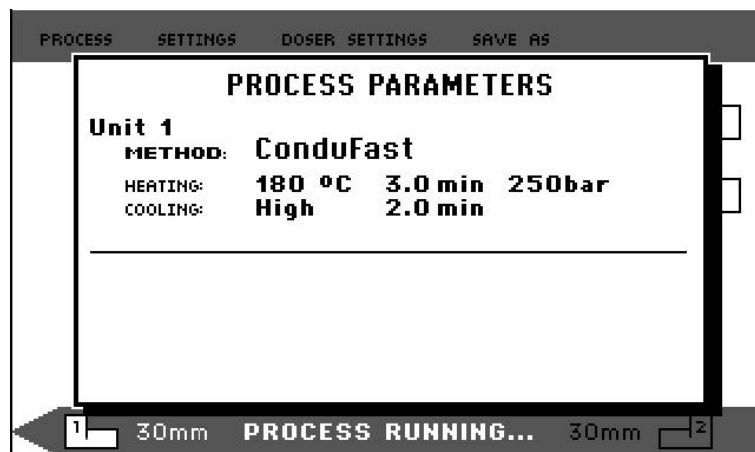 PROCESS SETTINGS DOSER SETTINGS SAVE AS
PROCESS PARAMETERS
Unit 1
METHOD: ConduFast
HEATING: 180 ºC 3.0 min 250bar
COOLING: High 2.0 min
1 30mm PROCESS RUNNING... 30mm 2